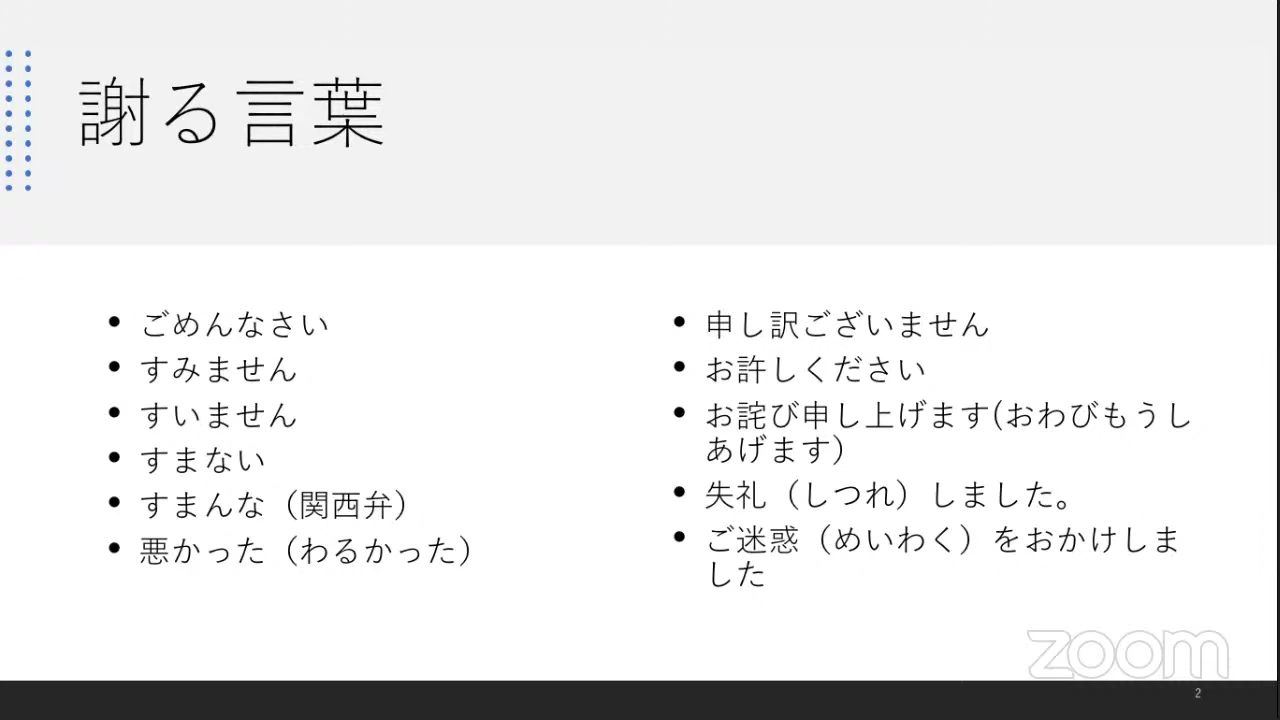 謝る言葉
• ごめんなさい
• すみません
• すいません
• すまない
• すまんな（関西弁）
• 悪かった（わるかった）
• 申し訳ございません
• お許しください
• お詫び申し上げます(おわびもうし
あげます)
• 失礼（しつれ）しました。
• ご迷惑（めいわく）をおかけしま
した
zoom
2